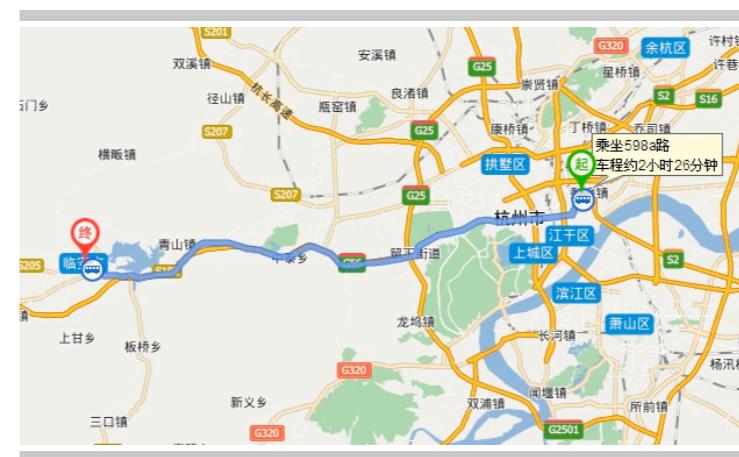 S201
G320
余杭区
许村镇
安溪镇
双溪镇
G25
星桥镇
许巷
崇贤镇
杭长高速
良渚镇
径山镇
瓶窑镇
S2
S16
石门乡
S207
G25
康桥镇
丁桥镇
乔司镇
乘坐598a路
横畈镇
拱墅区
起
车程约2小时26分钟
S207
G25
杭州市
终
江干区
青山镇
上城区
留下街道
临安市
S205
G56
S2
滨江区
龙坞镇
萧山区
上甘乡
板桥乡
长河镇
杨汛桥
G320
新义乡
双浦镇
闻堰镇
所前镇
三口镇
G320
G2501